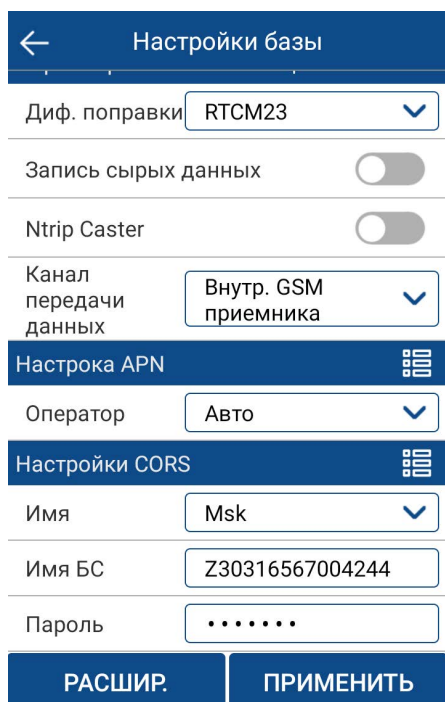 Настройки базы
Диф. поправки RTCM23
Запись сырых данных
Ntrip Caster
Канал
передачи
данных
Внутр. GSM
приемника
Настрока APN
Оператор Авто
Настройки CORS
Имя Msk
Имя БС Z30316567004244
Пароль •••••••
РАСШИР. ПРИМЕНИТЬ